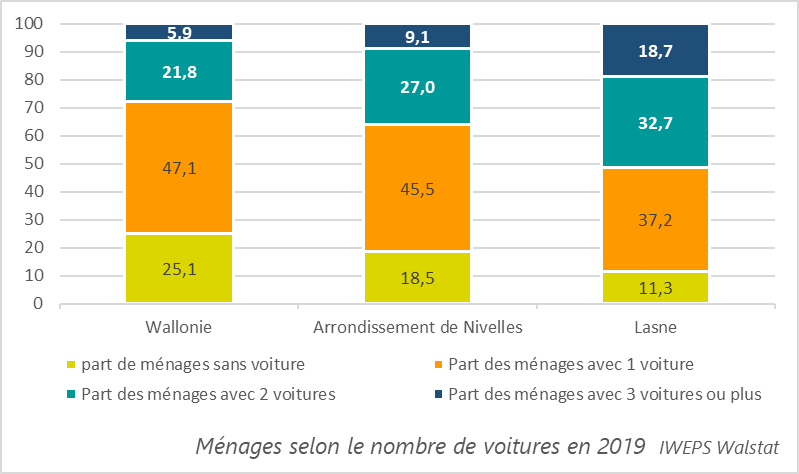 100
90
80
70
60
50
40
30
20
10
0
5,9
21,8
47,1
25,1
9,1
27,0
45,5
18,5
18,7
32,7
37,2
11,3
Wallonie
Arrondissement de Nivelles
Lasne
part de ménages sans voiture
Part des ménages avec 1 voiture
Part des ménages avec 2 voitures
Part des ménages avec 3 voitures ou plus
Ménages selon le nombre de voitures en 2019 IWEPS Walstat